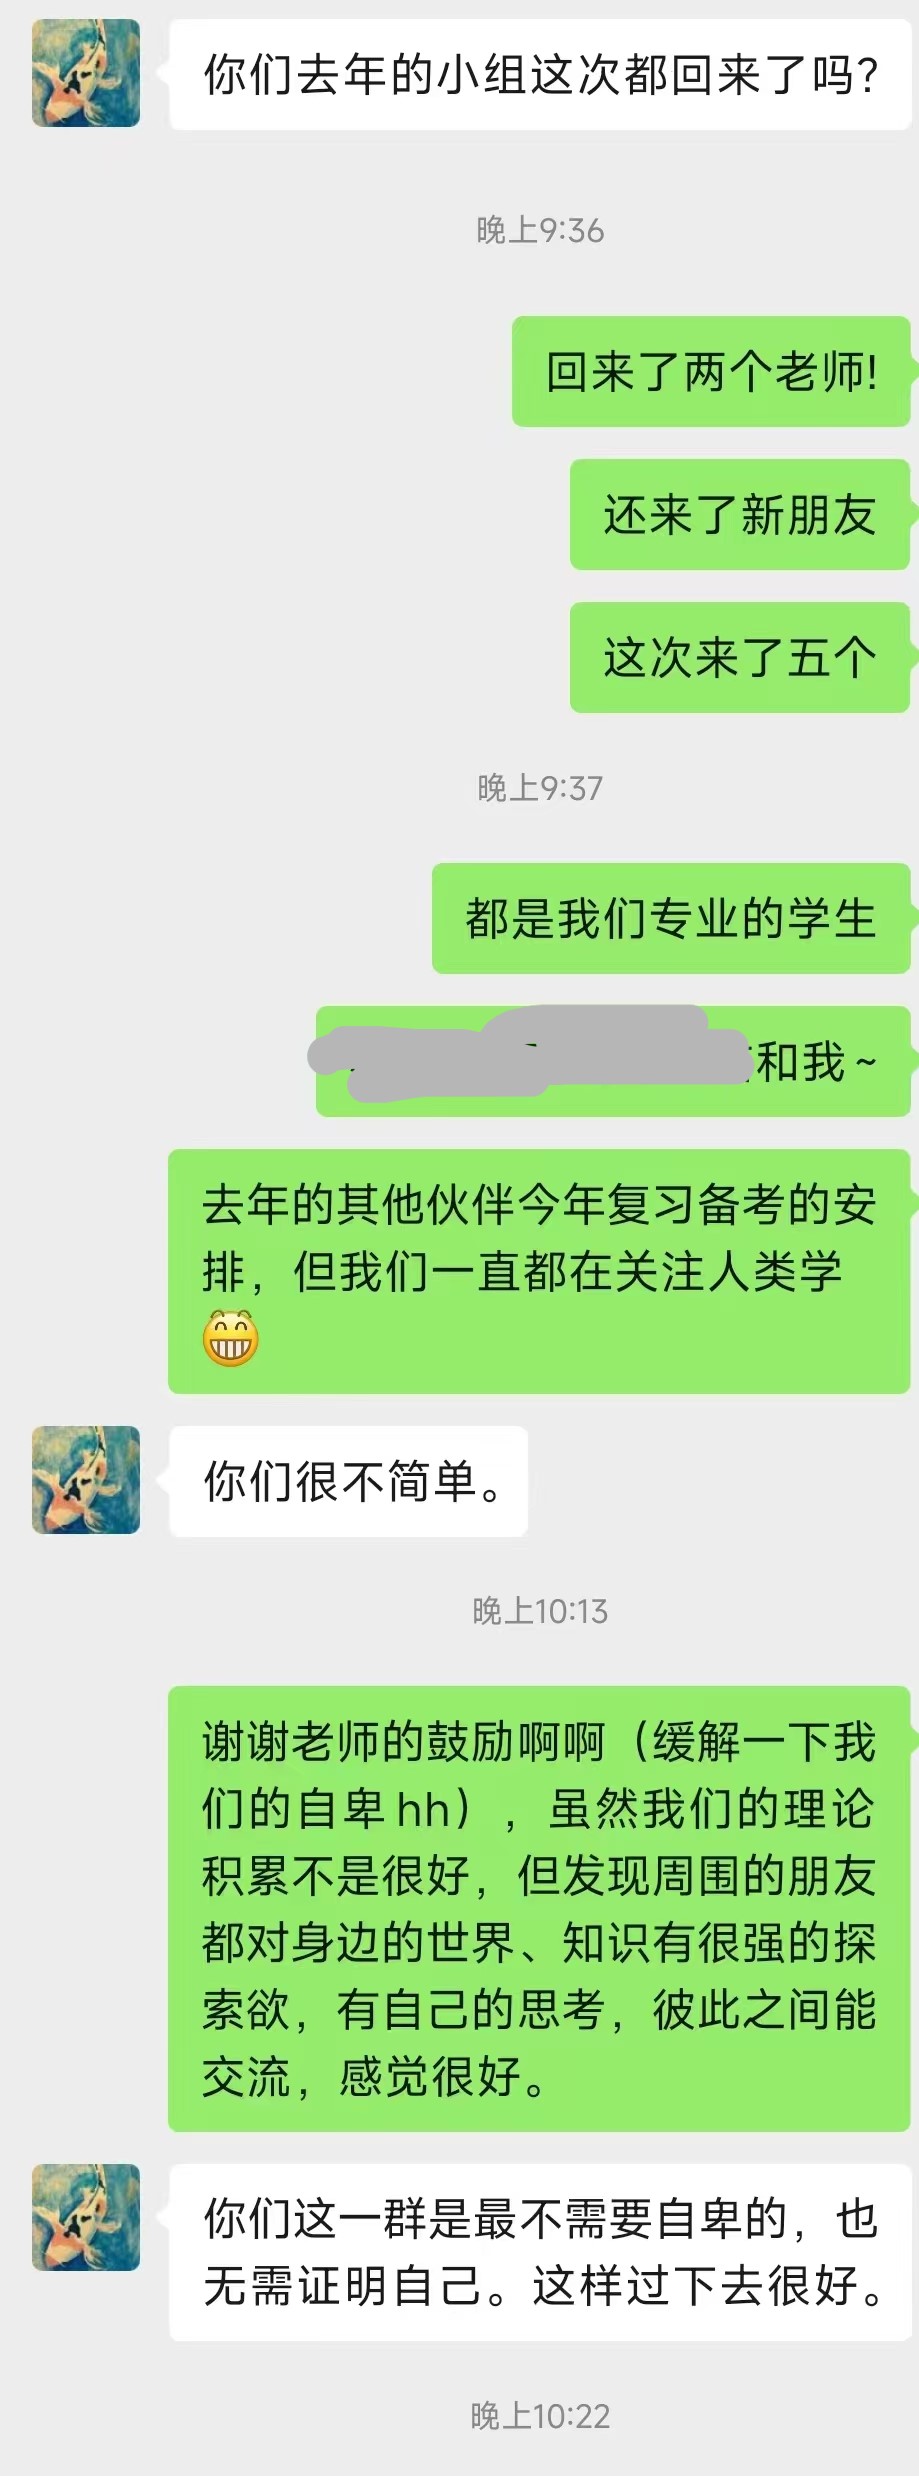 你们去年的小组这次都回来了吗?
晚上9:36
回来了两个老师!
还来了新朋友
这次来了五个
晚上9:37
都是我们专业的学生
和我~
去年的其他伙伴今年复习备考的安
排，但我们一直都在关注人类学
😁
你们很不简单。
晚上10:13
谢谢老师的鼓励啊啊（缓解一下我
们的自卑hh），虽然我们的理论
积累不是很好，但发现周围的朋友
都对身边的世界、知识有很强的探
索欲，有自己的思考，彼此之间能
交流，感觉很好。
你们这一群是最不需要自卑的，也
无需证明自己。这样过下去很好。
晚上10:22